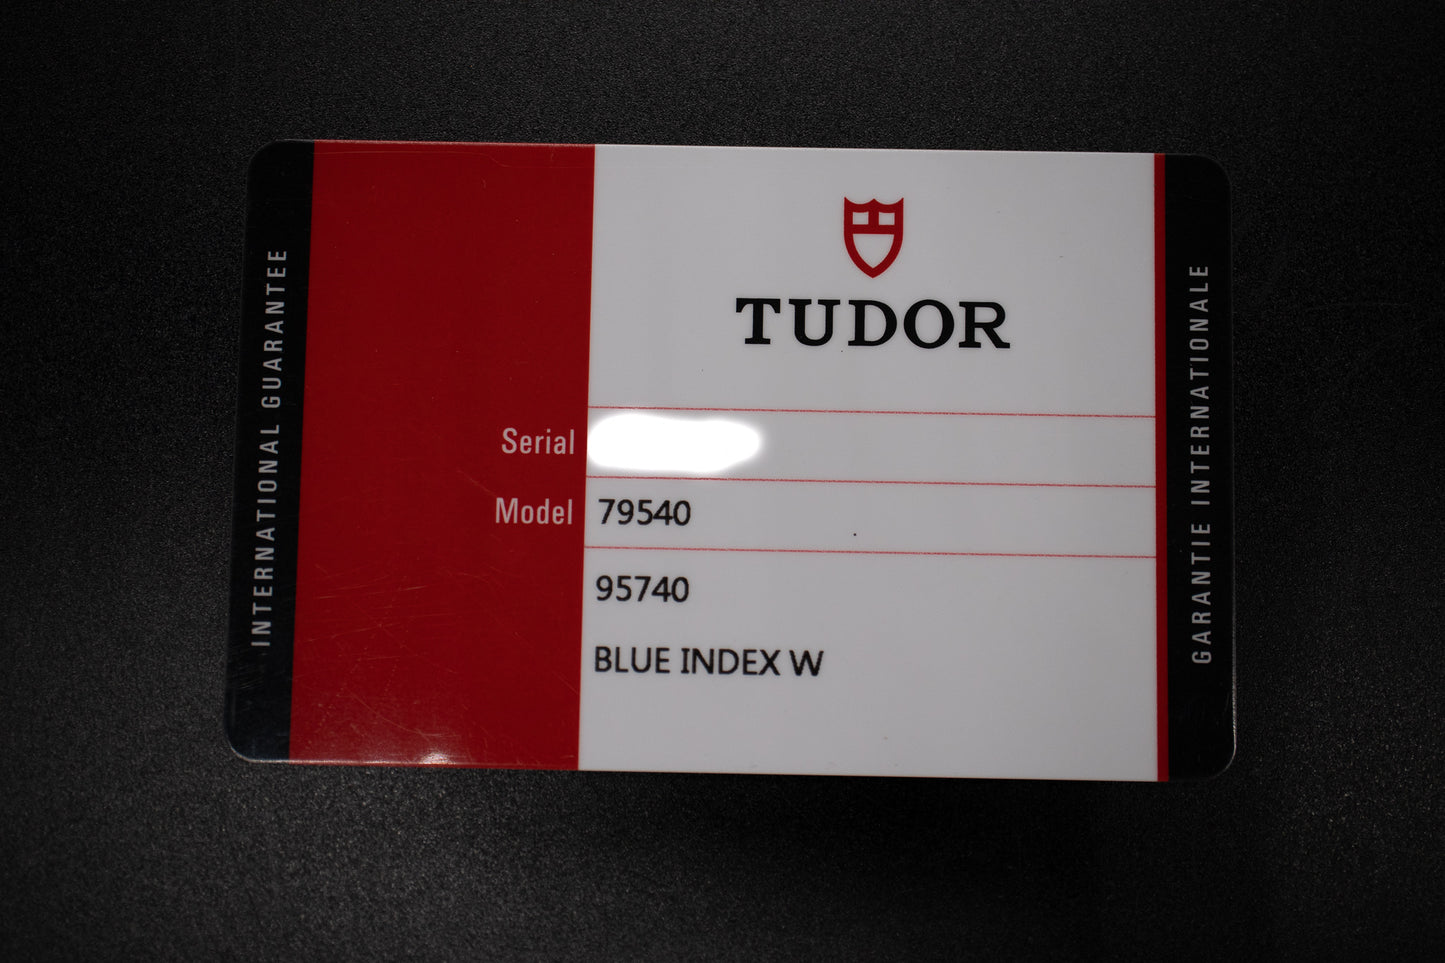 INTERNATIONAL GUARANTEE
TUDOR
Serial
Model 79540
95740
BLUE INDEX W
GARANTIE INTERNATIONALE